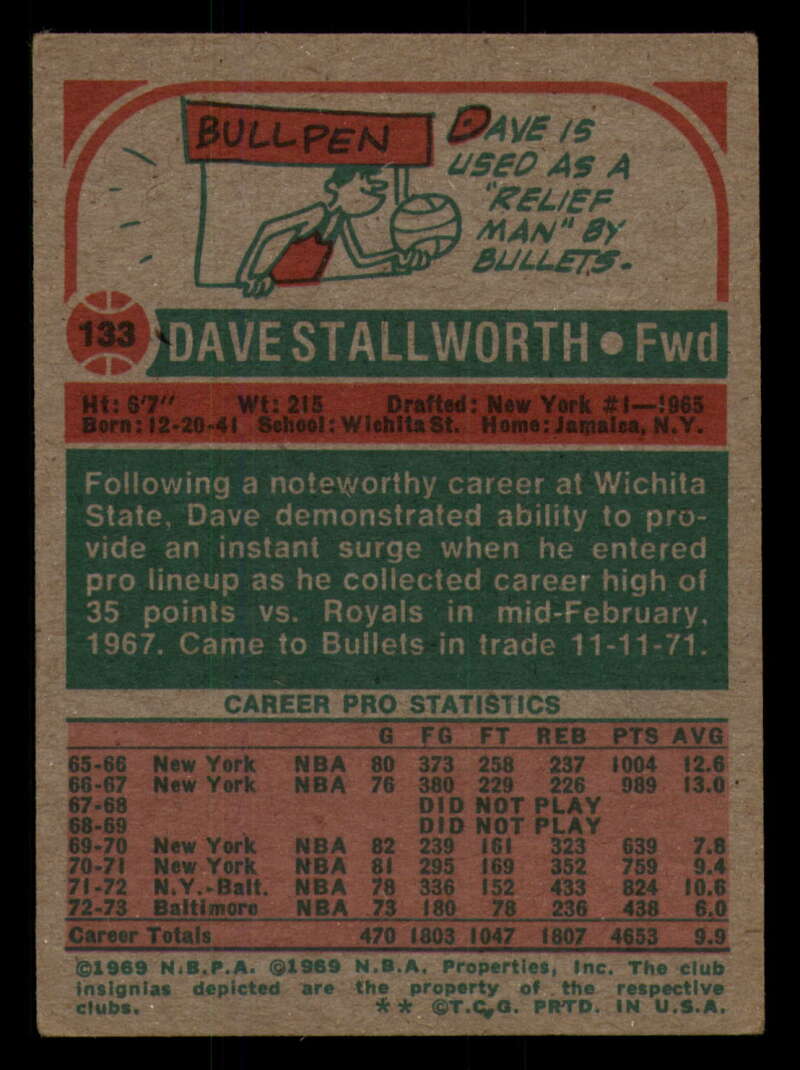 BULLPEN
DAVE IS
USED AS A
"RELIEF
MAN" BY
BULLETS.
133
DAVE STALLWORTH • Fwd
Ht: 6'7" Wt: 215 Drafted: New York #1—1965
Born: 12-20-41 School: Wichita St. Home: Jamaica, N.Y.
Following a noteworthy career at Wichita
State, Dave demonstrated ability to pro-
vide an instant surge when he entered
pro lineup as he collected career high of
35 points vs. Royals in mid-February,
1967. Came to Bullets in trade 11-11-71.
CAREER PRO STATISTICS
G FG FT REB PTS AVG
65-66 New York NBA 80 373 258 237 1004 12.6
66-67 New York NBA 76 380 229 226 989 13.0
67-68 DID NOT PLAY
68-69 DID NOT PLAY
69-70 New York NBA 82 239 161 323 639 7.8
70-71 New York NBA 81 295 169 352 759 9.4
71-72 N.Y.-Balt. NBA 78 336 152 433 824 10.6
72-73 Baltimore NBA 73 180 78 236 438 6.0
Career Totals 470 1803 1047 1807 4653 9.9
©1969 N.B.P.A. ©1969 N.B.A. Properties, Inc. The club
insignias depicted are the property of the respective
clubs. ** ©T.C.G. PRTD. IN U.S.A.